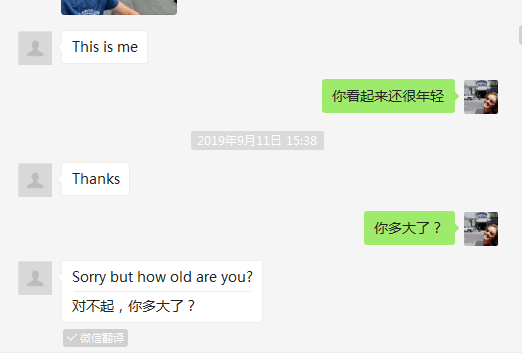 This is me
你看起来还很年轻
2019年9月11日 15:38
Thanks
你多大了？
Sorry but how old are you?
对不起，你多大了？
微信翻译